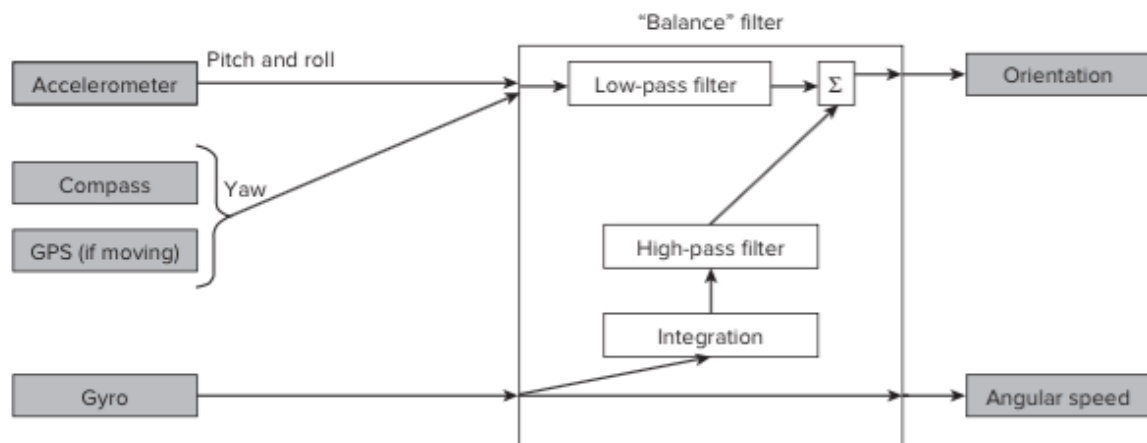 “Balance” filter
Pitch and roll
Accelerometer
Low-pass filter
Σ
Orientation
Compass
Yaw
GPS (if moving)
High-pass filter
Integration
Gyro
Angular speed